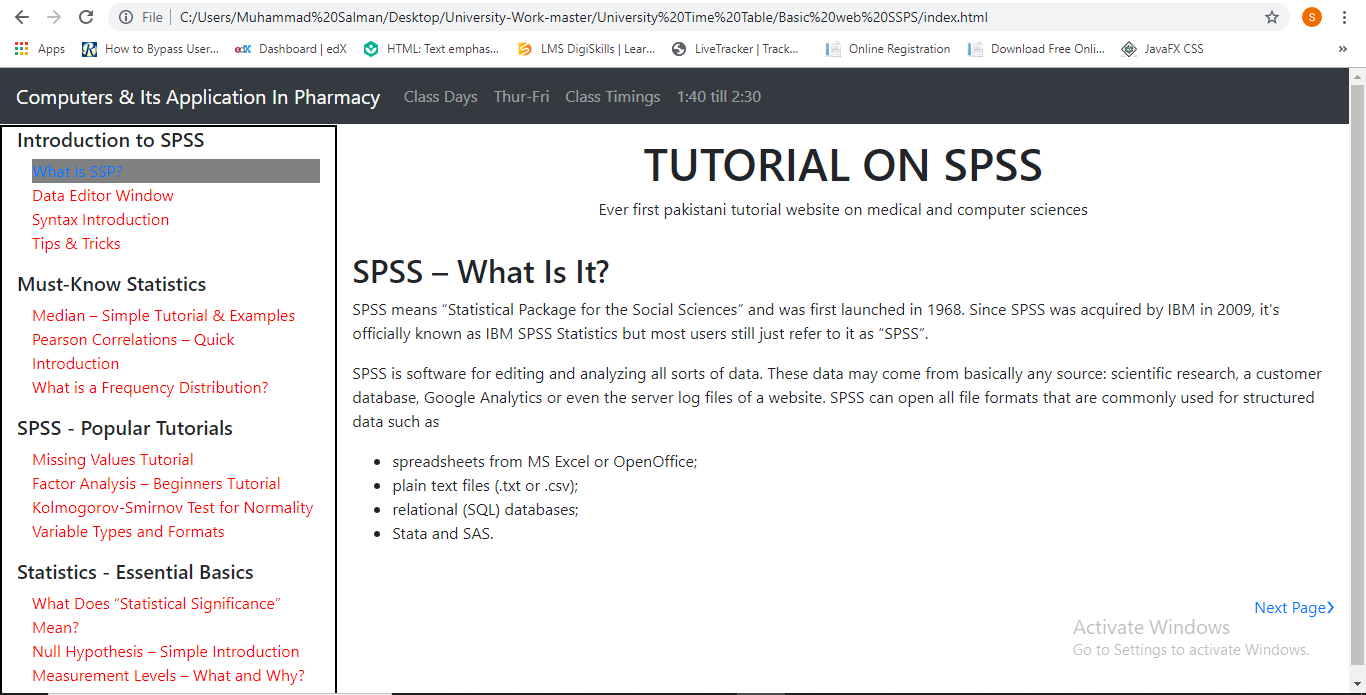 File | C:/Users/Muhammad%20Salman/Desktop/University-Work-master/University%20Time%20Table/Basic%20web%20SSPS/index.html
S
Apps How to Bypass User... edX Dashboard | edX HTML: Text emphas... LMS DigiSkills | Lear... LiveTracker | Track... Online Registration Download Free Onli... JavaFX CSS »
Computers & Its Application In Pharmacy Class Days Thur-Fri Class Timings 1:40 till 2:30
Introduction to SPSS
What is SSP?
Data Editor Window
Syntax Introduction
Tips & Tricks
Must-Know Statistics
Median – Simple Tutorial & Examples
Pearson Correlations – Quick
Introduction
What is a Frequency Distribution?
SPSS - Popular Tutorials
Missing Values Tutorial
Factor Analysis – Beginners Tutorial
Kolmogorov-Smirnov Test for Normality
Variable Types and Formats
Statistics - Essential Basics
What Does “Statistical Significance”
Mean?
Null Hypothesis – Simple Introduction
Measurement Levels – What and Why?
TUTORIAL ON SPSS
Ever first pakistani tutorial website on medical and computer sciences
SPSS – What Is It?
SPSS means “Statistical Package for the Social Sciences” and was first launched in 1968. Since SPSS was acquired by IBM in 2009, it's
officially known as IBM SPSS Statistics but most users still just refer to it as “SPSS”.
SPSS is software for editing and analyzing all sorts of data. These data may come from basically any source: scientific research, a customer
database, Google Analytics or even the server log files of a website. SPSS can open all file formats that are commonly used for structured
data such as
• spreadsheets from MS Excel or OpenOffice;
• plain text files (.txt or .csv);
• relational (SQL) databases;
• Stata and SAS.
Next Page❯
Activate Windows
Go to Settings to activate Windows.